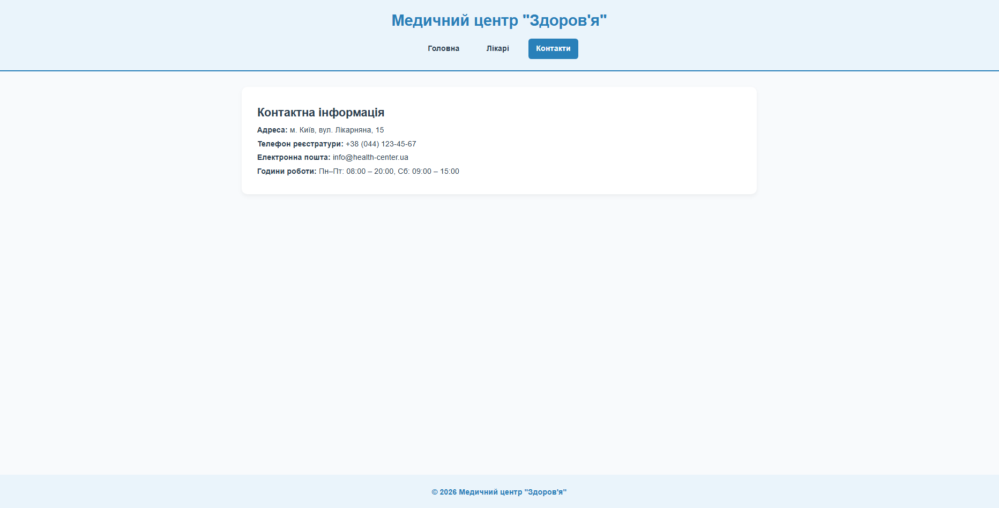 Медичний центр "Здоров'я"
Головна Лікарі Контакти
Контактна інформація
Адреса: м. Київ, вул. Лікарняна, 15
Телефон реєстратури: +38 (044) 123-45-67
Електронна пошта: info@health-center.ua
Години роботи: Пн–Пт: 08:00 – 20:00, Сб: 09:00 – 15:00
© 2026 Медичний центр "Здоров'я"